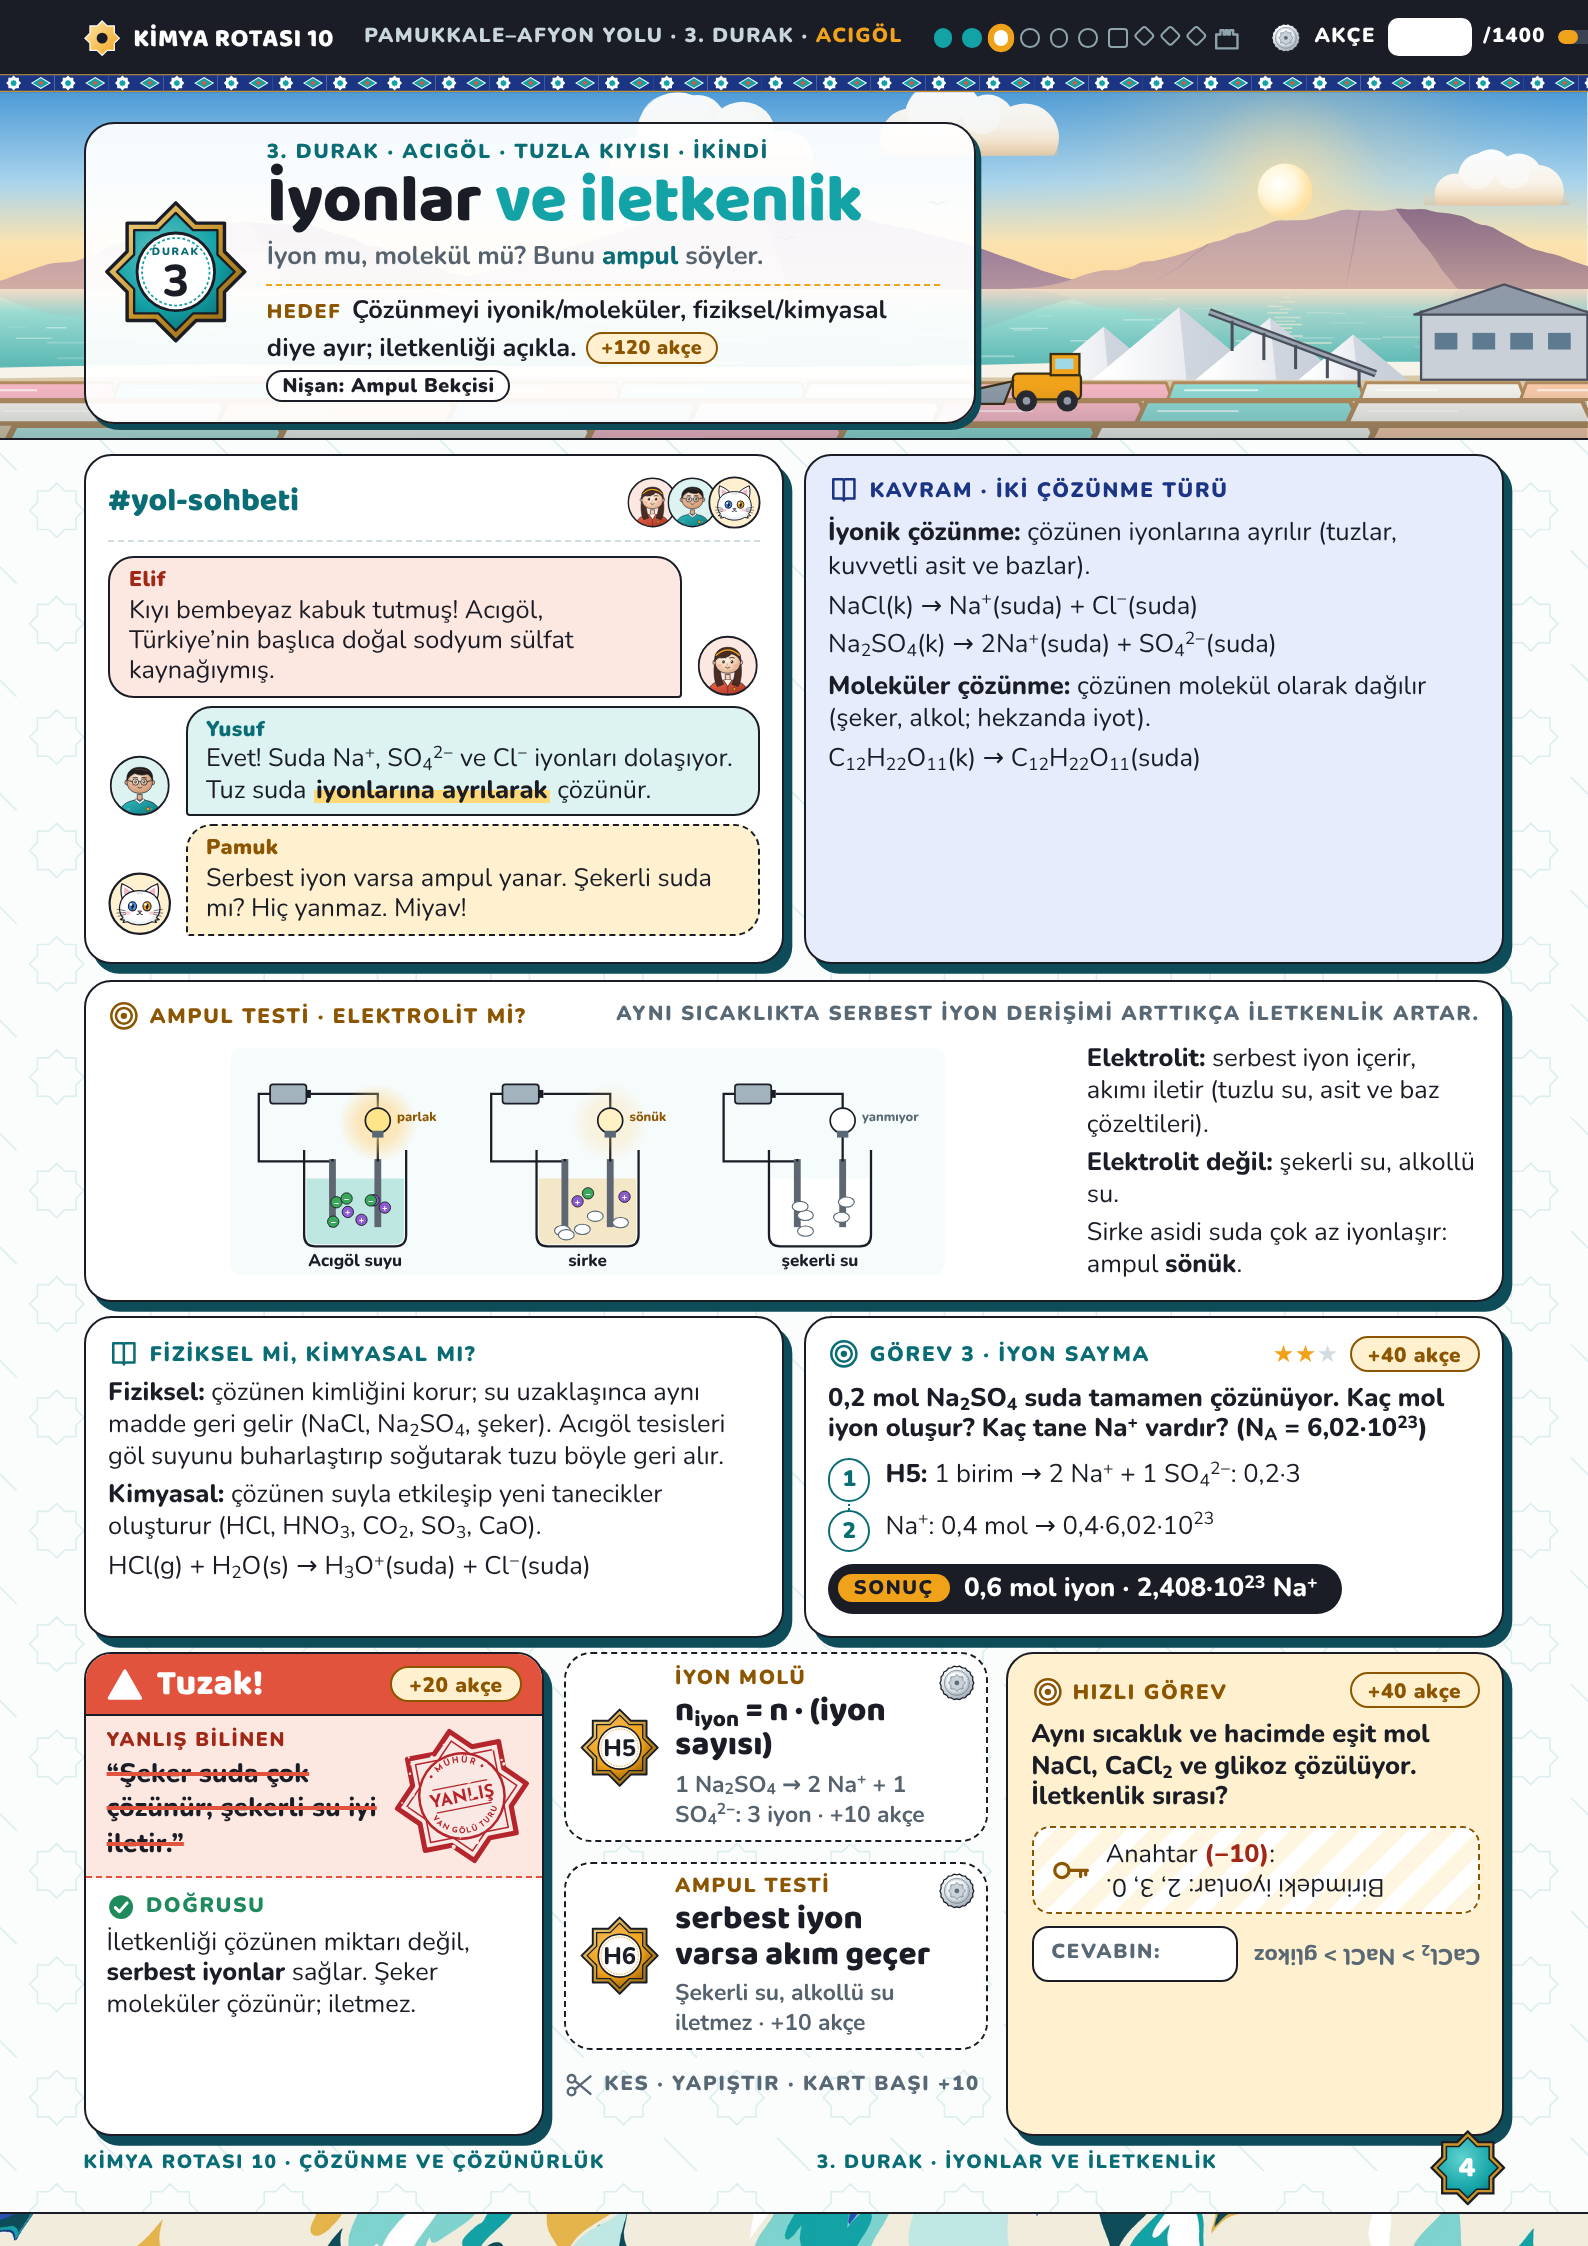 KİMYA ROTASI 10
PAMUKKALE–AFYON YOLU · 3. DURAK · ACIGÖL
AKÇE /1400
3. DURAK · ACIGÖL · TUZLA KIYISI · İKİNDİ
İyonlar ve iletkenlik
İyon mu, molekül mü? Bunu ampul söyler.
DURAK
3
HEDEF Çözünmeyi iyonik/moleküler, fiziksel/kimyasal
diye ayır; iletkenliği açıkla. +120 akçe
Nişan: Ampul Bekçisi
#yol-sohbeti
Elif
Kıyı bembeyaz kabuk tutmuş! Acıgöl,
Türkiye’nin başlıca doğal sodyum sülfat
kaynağıymış.
Yusuf
Evet! Suda Na⁺, SO₄²⁻ ve Cl⁻ iyonları dolaşıyor.
Tuz suda iyonlarına ayrılarak çözünür.
Pamuk
Serbest iyon varsa ampul yanar. Şekerli suda
mı? Hiç yanmaz. Miyav!
KAVRAM · İKİ ÇÖZÜNME TÜRÜ
İyonik çözünme: çözünen iyonlarına ayrılır (tuzlar,
kuvvetli asit ve bazlar).
NaCl(k) → Na⁺(suda) + Cl⁻(suda)
Na₂SO₄(k) → 2Na⁺(suda) + SO₄²⁻(suda)
Moleküler çözünme: çözünen molekül olarak dağılır
(şeker, alkol; hekzanda iyot).
C₁₂H₂₂O₁₁(k) → C₁₂H₂₂O₁₁(suda)
AMPUL TESTİ · ELEKTROLİT Mİ?
AYNI SICAKLIKTA SERBEST İYON DERİŞİMİ ARTTIKÇA İLETKENLİK ARTAR.
parlak
sönük
yanmıyor
Acıgöl suyu
sirke
şekerli su
Elektrolit: serbest iyon içerir,
akımı iletir (tuzlu su, asit ve baz
çözeltileri).
Elektrolit değil: şekerli su, alkollü
su.
Sirke asidi suda çok az iyonlaşır:
ampul sönük.
FİZİKSEL Mİ, KİMYASAL MI?
Fiziksel: çözünen kimliğini korur; su uzaklaşınca aynı
madde geri gelir (NaCl, Na₂SO₄, şeker). Acıgöl tesisleri
göl suyunu buharlaştırıp soğutarak tuzu böyle geri alır.
Kimyasal: çözünen suyla etkileşip yeni tanecikler
oluşturur (HCl, HNO₃, CO₂, SO₃, CaO).
HCl(g) + H₂O(s) → H₃O⁺(suda) + Cl⁻(suda)
GÖREV 3 · İYON SAYMA
+40 akçe
0,2 mol Na₂SO₄ suda tamamen çözünüyor. Kaç mol
iyon oluşur? Kaç tane Na⁺ vardır? (N_A = 6,02·10²³)
1 H5: 1 birim → 2 Na⁺ + 1 SO₄²⁻: 0,2·3
2 Na⁺: 0,4 mol → 0,4·6,02·10²³
SONUÇ 0,6 mol iyon · 2,408·10²³ Na⁺
Tuzak!
+20 akçe
YANLIŞ BİLİNEN
“Şeker suda çok
çözünür; şekerli su iyi
iletir.”
MÜHÜR
YANLIŞ
VAN GÖLÜ TURU
DOĞRUSU
İletkenliği çözünen miktarı değil,
serbest iyonlar sağlar. Şeker
moleküler çözünür; iletmez.
H5
İYON MOLÜ
n_iyon = n · (iyon
sayısı)
1 Na₂SO₄ → 2 Na⁺ + 1
SO₄²⁻: 3 iyon · +10 akçe
H6
AMPUL TESTİ
serbest iyon
varsa akım geçer
Şekerli su, alkollü su
iletmez · +10 akçe
KES · YAPIŞTIR · KART BAŞI +10
HIZLI GÖREV
+40 akçe
Aynı sıcaklık ve hacimde eşit mol
NaCl, CaCl₂ ve glikoz çözülüyor.
İletkenlik sırası?
Anahtar (−10):
Birimdeki iyonlar: 2, 3, 0.
CEVABIN:
CaCl₂ > NaCl > glikoz
KİMYA ROTASI 10 · ÇÖZÜNME VE ÇÖZÜNÜRLÜK
3. DURAK · İYONLAR VE İLETKENLİK
4